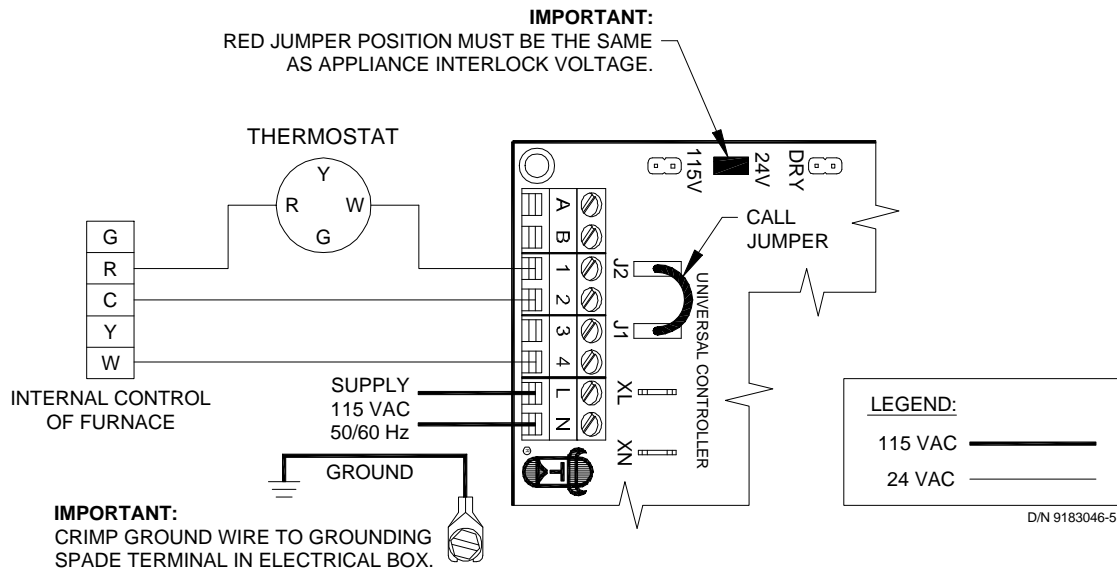 IMPORTANT:
RED JUMPER POSITION MUST BE THE SAME
AS APPLIANCE INTERLOCK VOLTAGE.
THERMOSTAT
Y
R
W
G
G
R
C
Y
W
INTERNAL CONTROL
OF FURNACE
115V
24V
DRY
A
B
1
2
3
4
L
N
J2
J1
XL
XN
UNIVERSAL CONTROLLER
CALL
JUMPER
T
SUPPLY
115 VAC
50/60 Hz
GROUND
IMPORTANT:
CRIMP GROUND WIRE TO GROUNDING
SPADE TERMINAL IN ELECTRICAL BOX.
LEGEND:
115 VAC
24 VAC
D/N 9183046-5